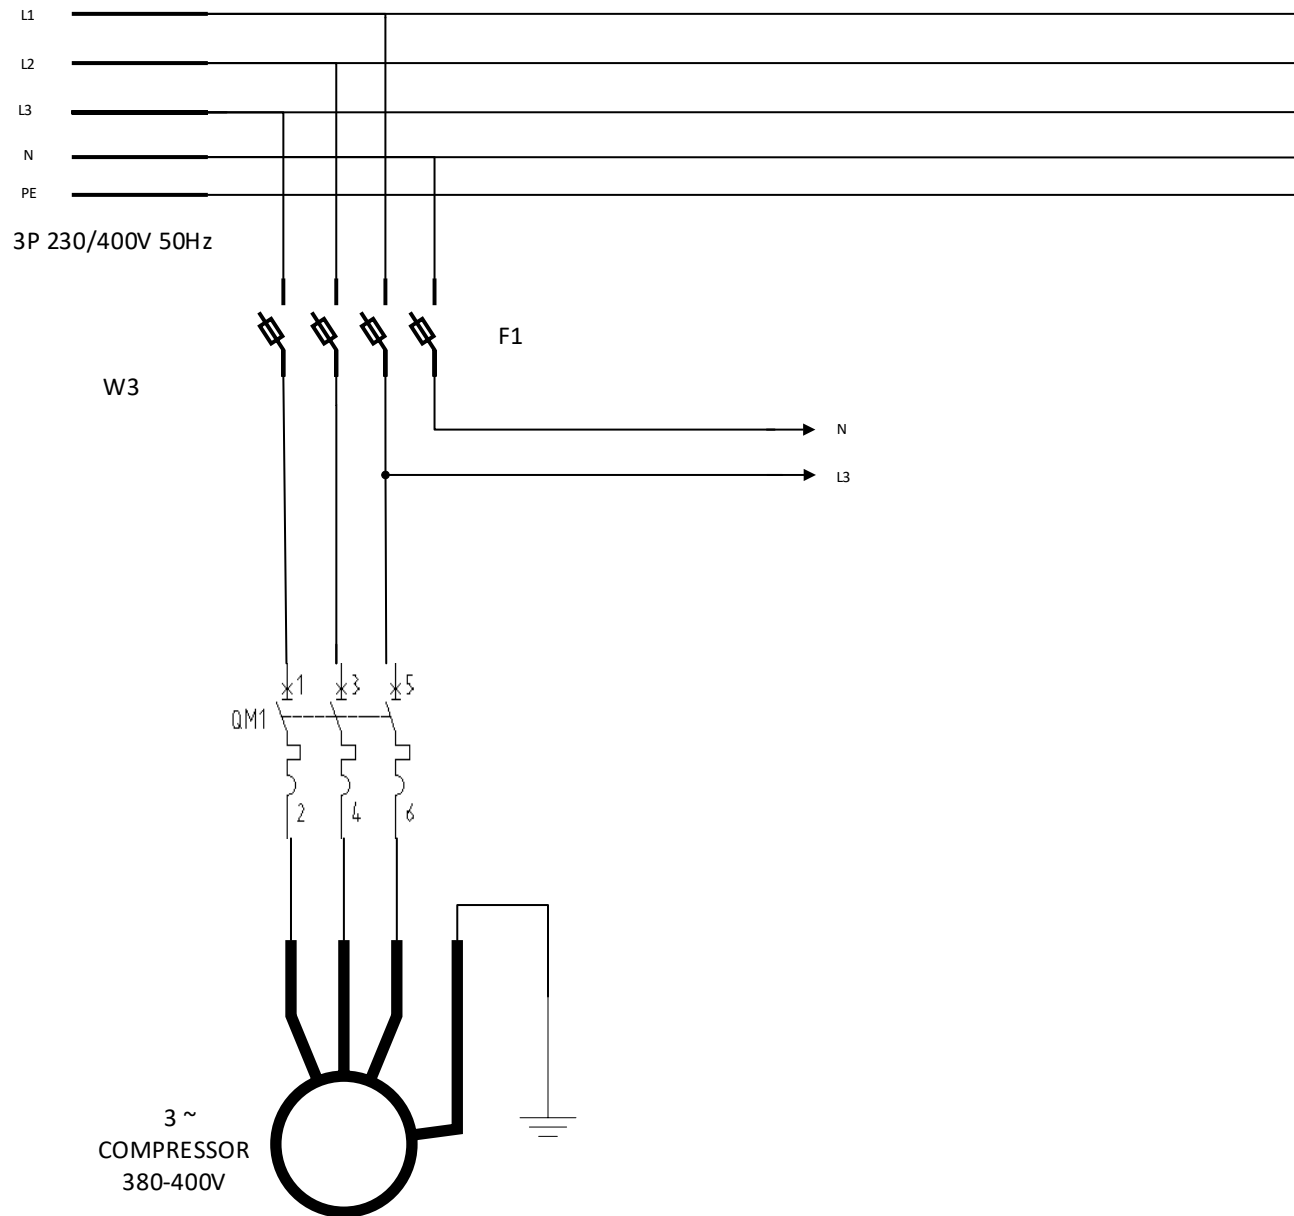 L1
L2
L3
N
PE
3P 230/400V 50Hz
F1
W3
N
L3
1 3 5
QM1
2 4 6
3 ~
COMPRESSOR
380-400V